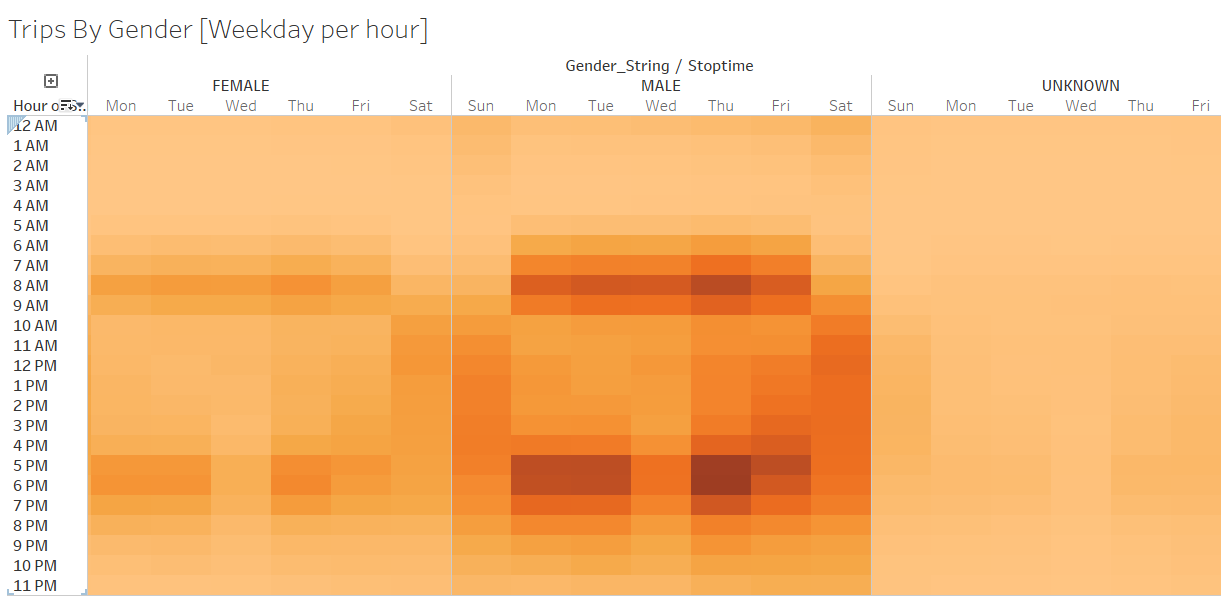 Trips By Gender [Weekday per hour]
Gender_String / Stoptime
FEMALE MALE UNKNOWN
Hour o Mon Tue Wed Thu Fri Sat Sun Mon Tue Wed Thu Fri Sat Sun Mon Tue Wed Thu Fri
12 AM
1 AM
2 AM
3 AM
4 AM
5 AM
6 AM
7 AM
8 AM
9 AM
10 AM
11 AM
12 PM
1 PM
2 PM
3 PM
4 PM
5 PM
6 PM
7 PM
8 PM
9 PM
10 PM
11 PM